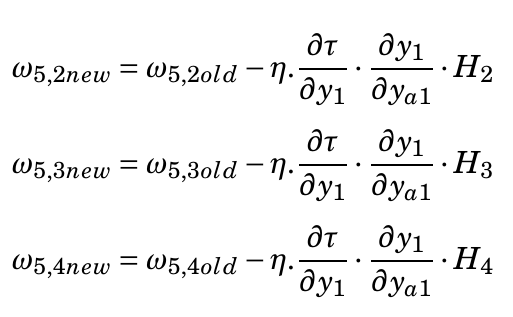 ω₅,₂ₙₑw = ω₅,₂ₒₗd − η. ∂τ/∂y₁ · ∂y₁/∂yₐ₁ · H₂
ω₅,₃ₙₑw = ω₅,₃ₒₗd − η. ∂τ/∂y₁ · ∂y₁/∂yₐ₁ · H₃
ω₅,₄ₙₑw = ω₅,₄ₒₗd − η. ∂τ/∂y₁ · ∂y₁/∂yₐ₁ · H₄